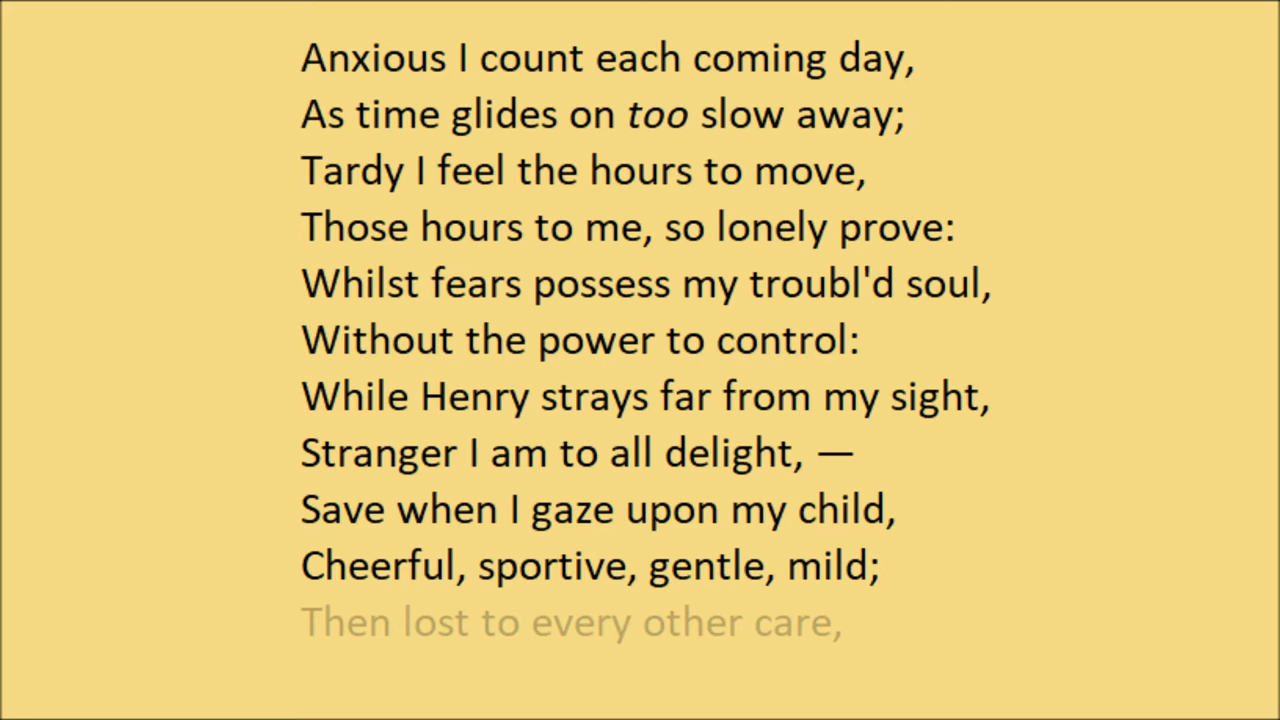 Anxious I count each coming day,
As time glides on too slow away;
Tardy I feel the hours to move,
Those hours to me, so lonely prove:
Whilst fears possess my troubl'd soul,
Without the power to control:
While Henry strays far from my sight,
Stranger I am to all delight, —
Save when I gaze upon my child,
Cheerful, sportive, gentle, mild;
Then lost to every other care,